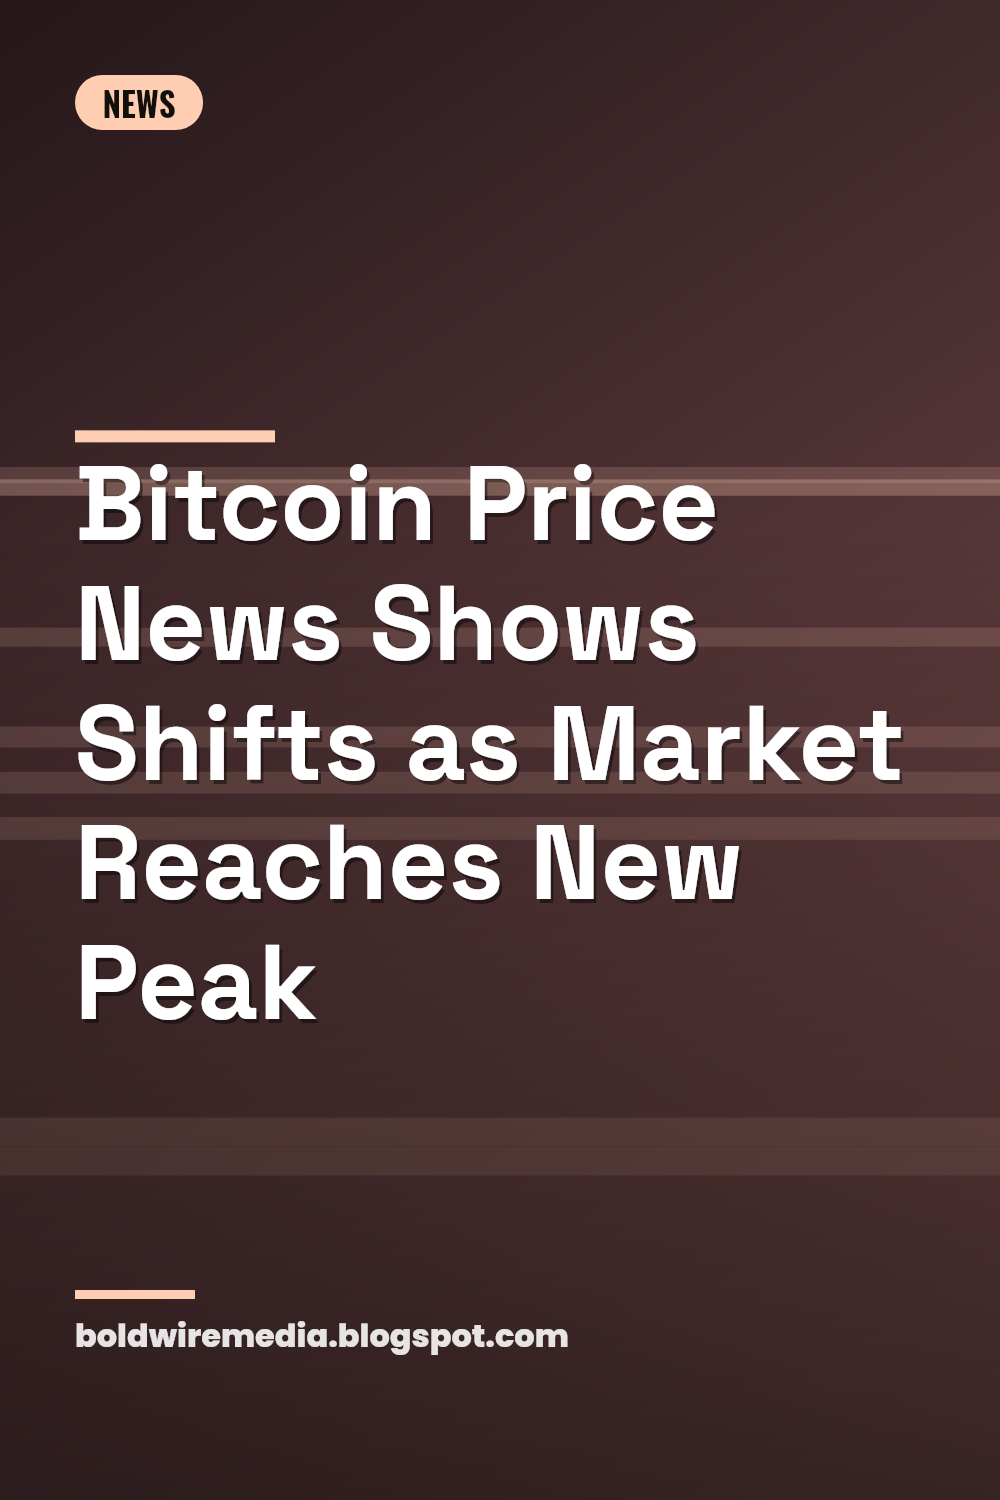 NEWS
Bitcoin Price
News Shows
Shifts as Market
Reaches New
Peak
boldwiremedia.blogspot.com